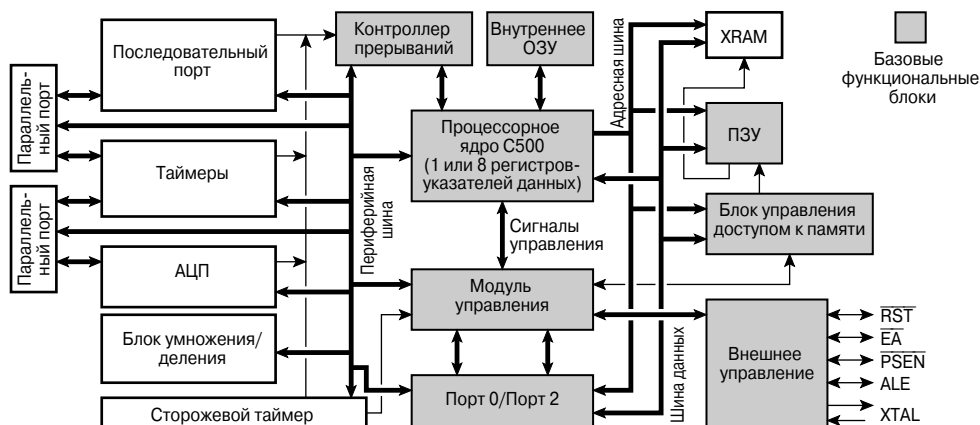 Последовательный
порт
Контроллер
прерываний
Внутреннее
ОЗУ
XRAM
Базовые
функциональные
блоки
Параллель-
ный порт
Адресная шина
Процессорное
ядро C500
(1 или 8 регистров-
указателей данных)
ПЗУ
Таймеры
Параллель-
ный порт
Периферийная
шина
Сигналы
управления
Блок управления
доступом к памяти
АЦП
Модуль
управления
Блок умножения/
деления
Шина данных
Внешнее
управление
RST
EA
PSEN
ALE
XTAL
Порт 0/Порт 2
Сторожевой таймер